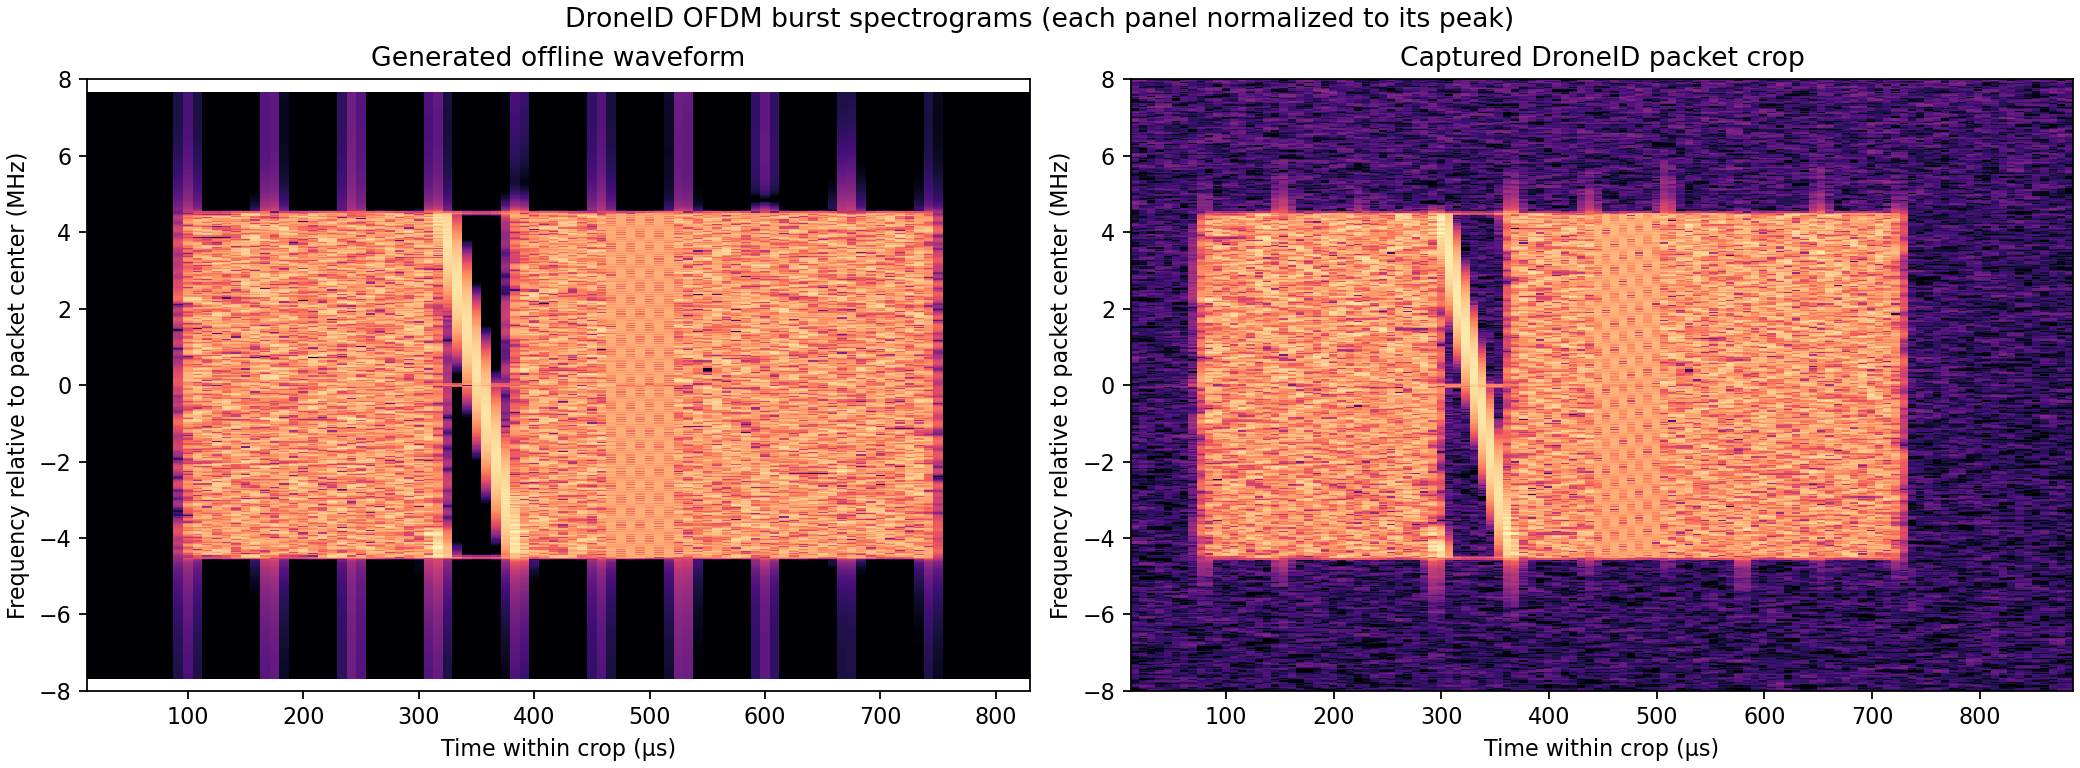 DroneID OFDM burst spectrograms (each panel normalized to its peak)
Generated offline waveform
Captured DroneID packet crop
Frequency relative to packet center (MHz)
8
6
4
2
0
−2
−4
−6
−8
100 200 300 400 500 600 700 800
Time within crop (µs)
Frequency relative to packet center (MHz)
8
6
4
2
0
−2
−4
−6
−8
100 200 300 400 500 600 700 800
Time within crop (µs)